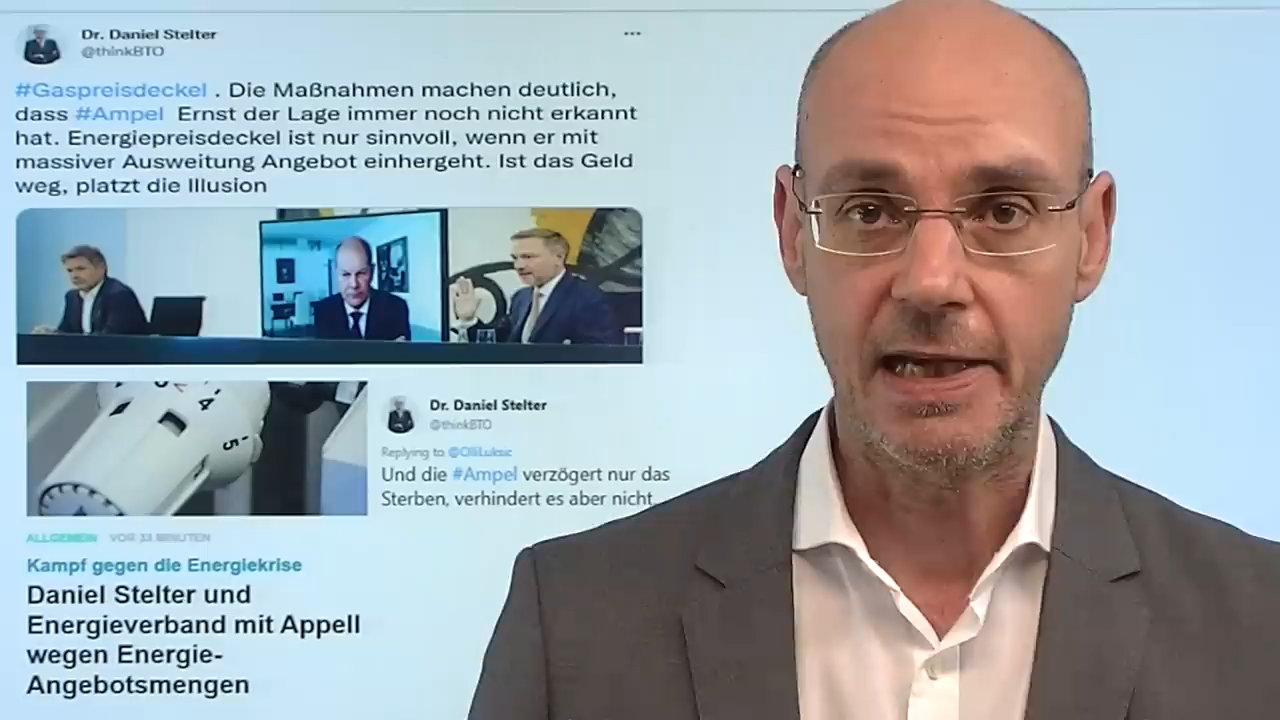 Dr. Daniel Stelter
@thinkBTO
#Gaspreisdeckel . Die Maßnahmen machen deutlich,
dass #Ampel Ernst der Lage immer noch nicht erkannt
hat. Energiepreisdeckel ist nur sinnvoll, wenn er mit
massiver Ausweitung Angebot einhergeht. Ist das Geld
weg, platzt die Illusion
4
5
Dr. Daniel Stelter
@thinkBTO
Replying to @OlliLuksic
Und die #Ampel verzögert nur das
Sterben, verhindert es aber nicht
ALLGEMEIN VOR 33 MINUTEN
Kampf gegen die Energiekrise
Daniel Stelter und
Energieverband mit Appell
wegen Energie-
Angebotsmengen